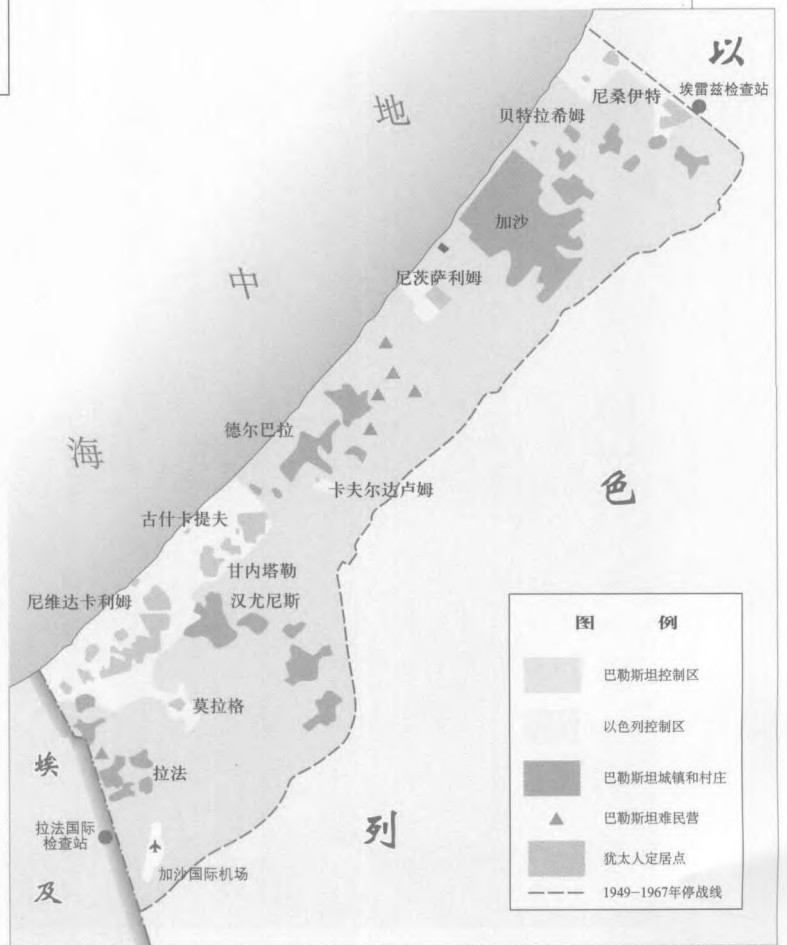 以
埃雷兹检查站
地
尼桑伊特
贝特拉希姆
加沙
尼茨萨利姆
中
德尔巴拉
海
卡夫尔达卢姆
色
古什卡提夫
甘内塔勒
尼维达卡利姆
汉尤尼斯
莫拉格
拉法
埃
拉法国际
检查站
列
加沙国际机场
及
图 例
巴勒斯坦控制区
以色列控制区
巴勒斯坦城镇和村庄
巴勒斯坦难民营
犹太人定居点
1949–1967年停战线